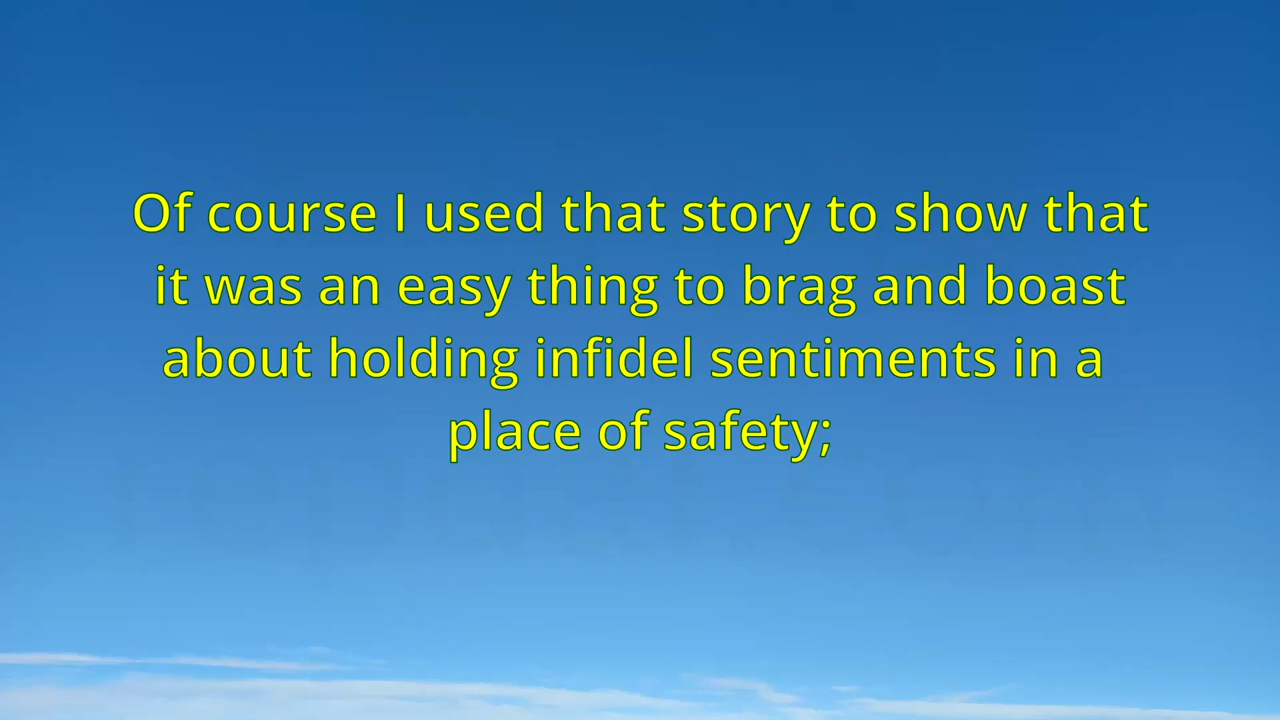 Of course I used that story to show that
it was an easy thing to brag and boast
about holding infidel sentiments in a
place of safety;